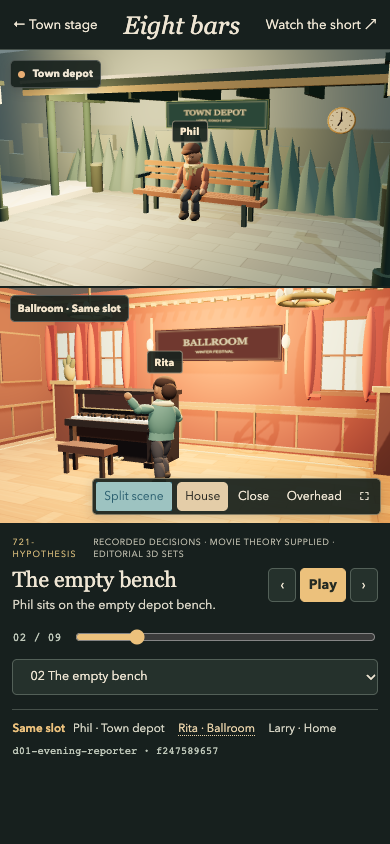 ← Town stage
Eight bars
Watch the short ↗
Town depot
TOWN DEPOT
Phil
Ballroom · Same slot
BALLROOM
WINTER FESTIVAL
Rita
Split scene House Close Overhead
721-HYPOTHESIS
RECORDED DECISIONS · MOVIE THEORY SUPPLIED ·
EDITORIAL 3D SETS
The empty bench
‹ Play ›
Phil sits on the empty depot bench.
02 / 09
02 The empty bench
Same slot Phil · Town depot Rita · Ballroom Larry · Home
d01-evening-reporter · f247589657